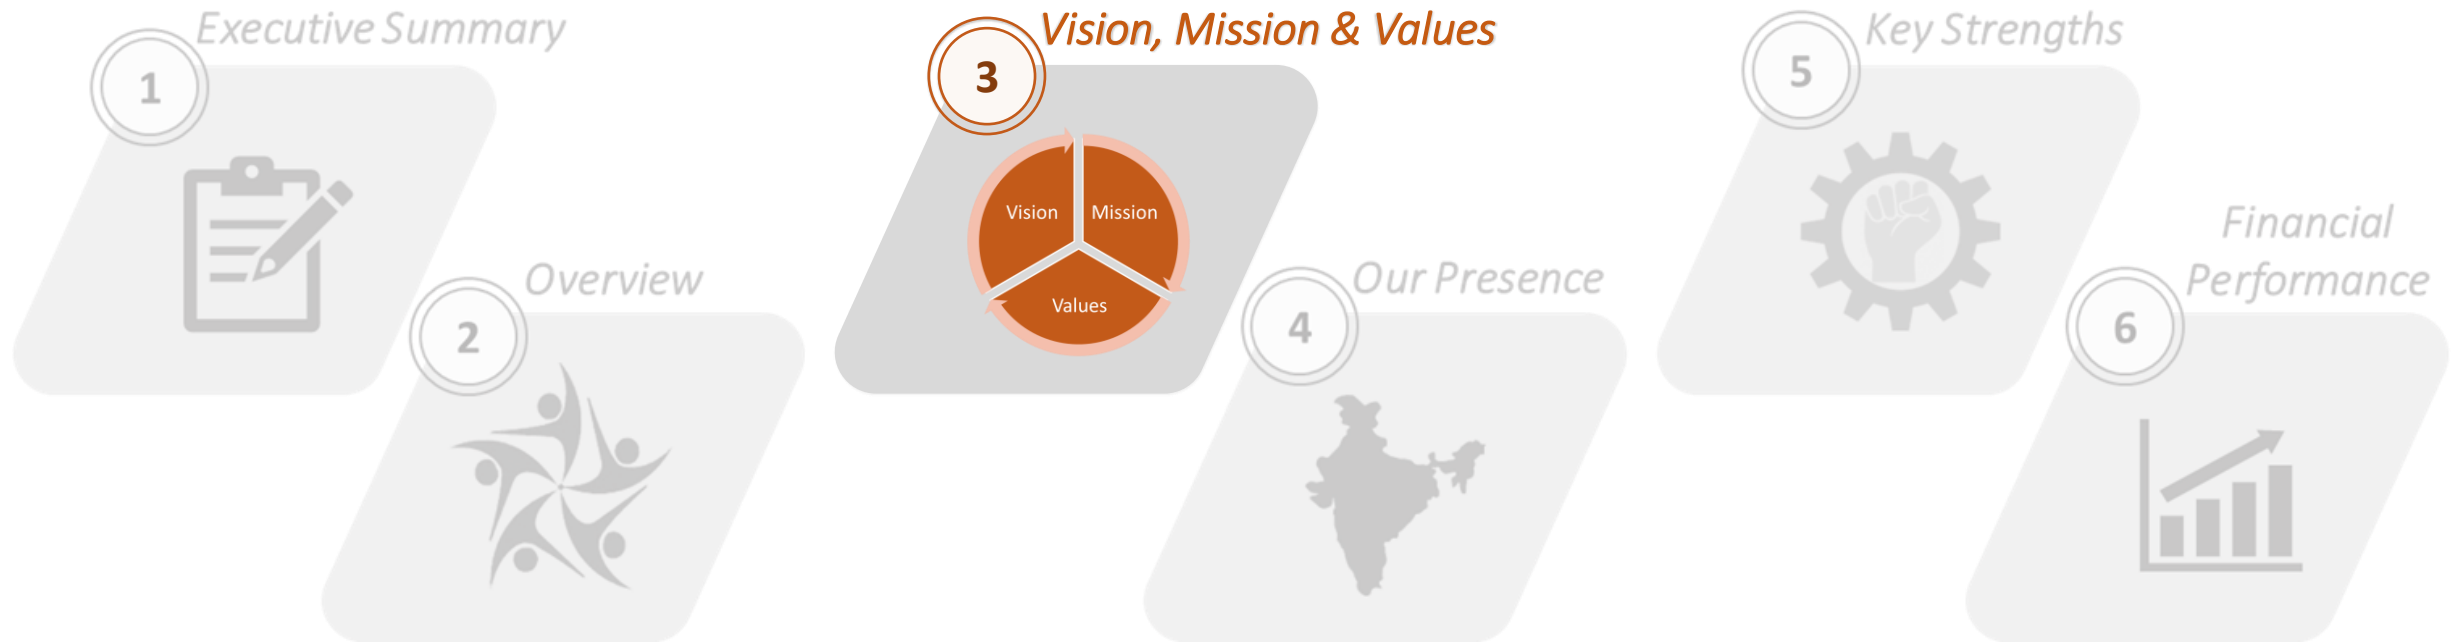 Executive Summary
1
Overview
2
Vision, Mission & Values
3
Vision
Mission
Values
Our Presence
4
Key Strengths
5
Financial
Performance
6